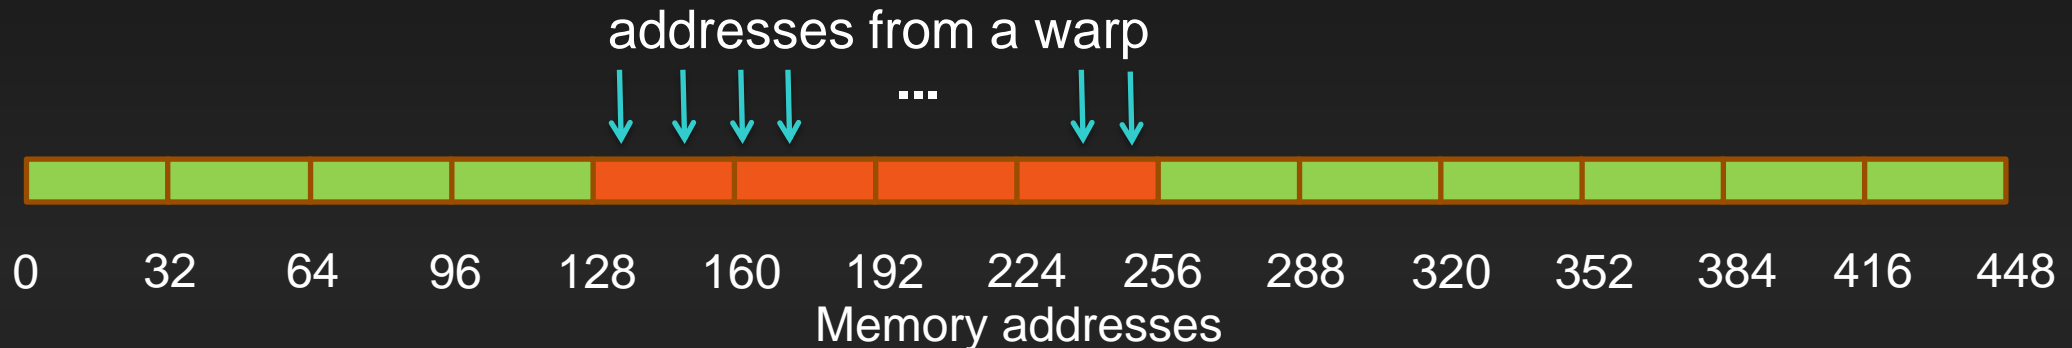 addresses from a warp
...
0 32 64 96 128 160 192 224 256 288 320 352 384 416 448
Memory addresses